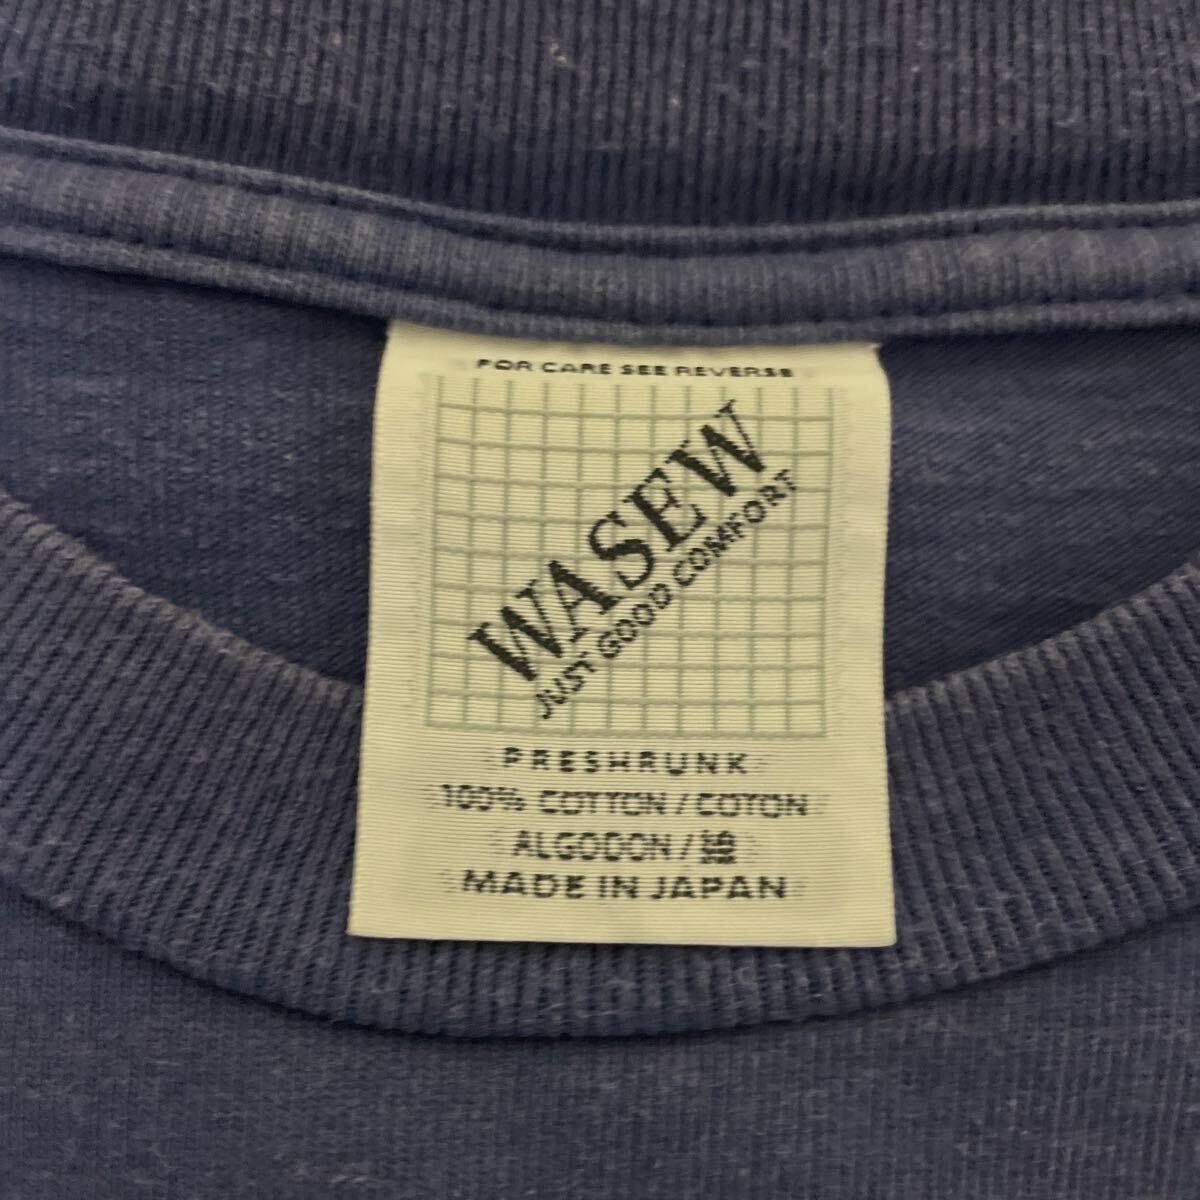 FOR CARE SEE REVERSE
WASEW
JUST GOOD COMFORT
PRESHRUNK
100% COTTON / COTON
ALGODON / 綿
MADE IN JAPAN